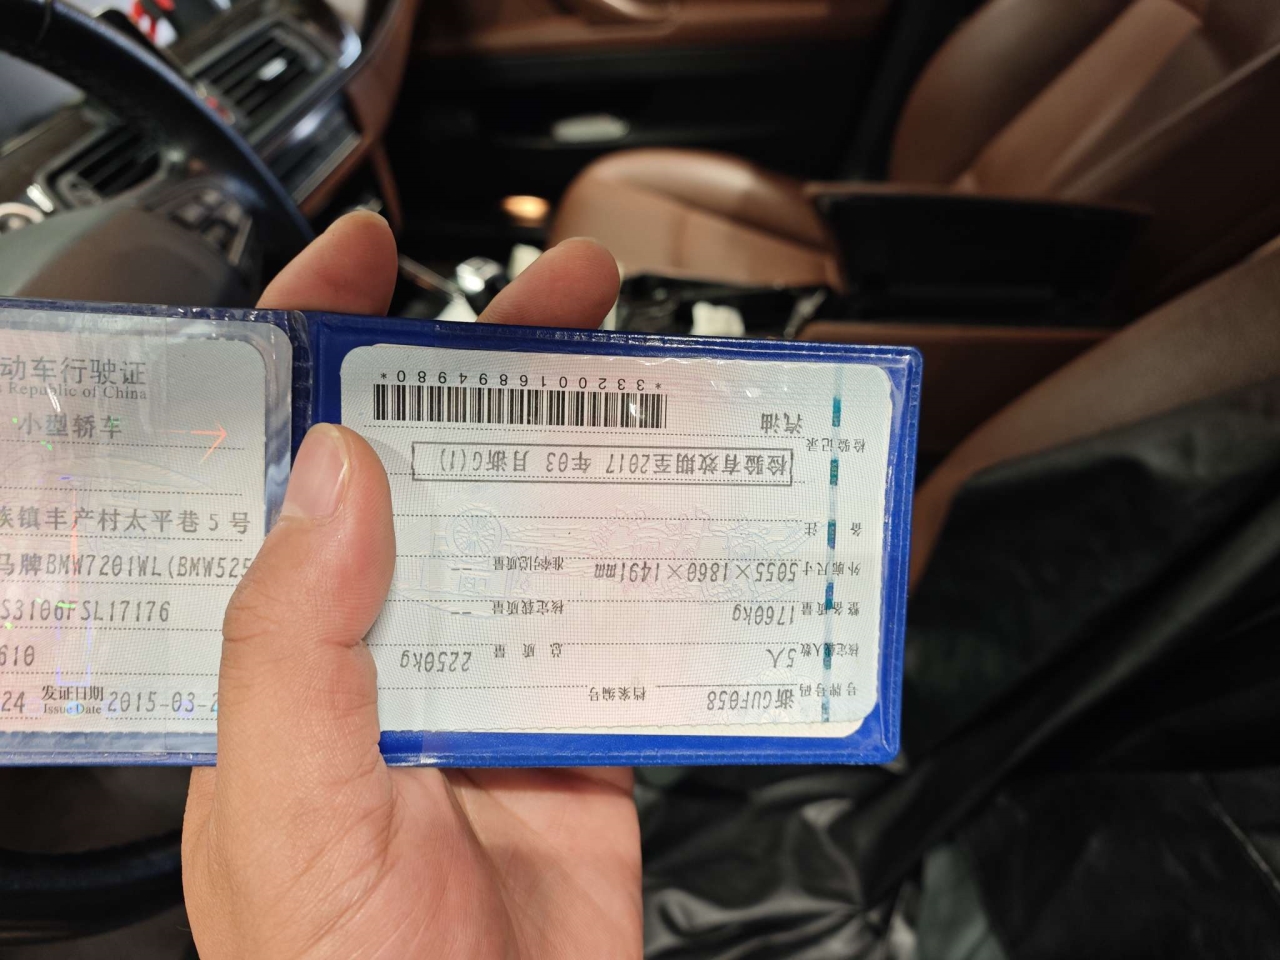 动车行驶证
s Republic of China
小型轿车
族镇丰产村太平巷5号
马牌BMW7201WL(BMW525
S3106FSL17176
610
24 发证日期 2015-03-2
Issue Date
号牌号码 浙GUF058 档案编号
核定载人数 5人 总质量 2250kg
整备质量 1760kg 核定载质量 --
外廓尺寸 5055×1860×1491mm 准牵引总质量 --
备注
检验有效期至2017年03月浙G(1)
检验记录
汽油
*3320016894980*